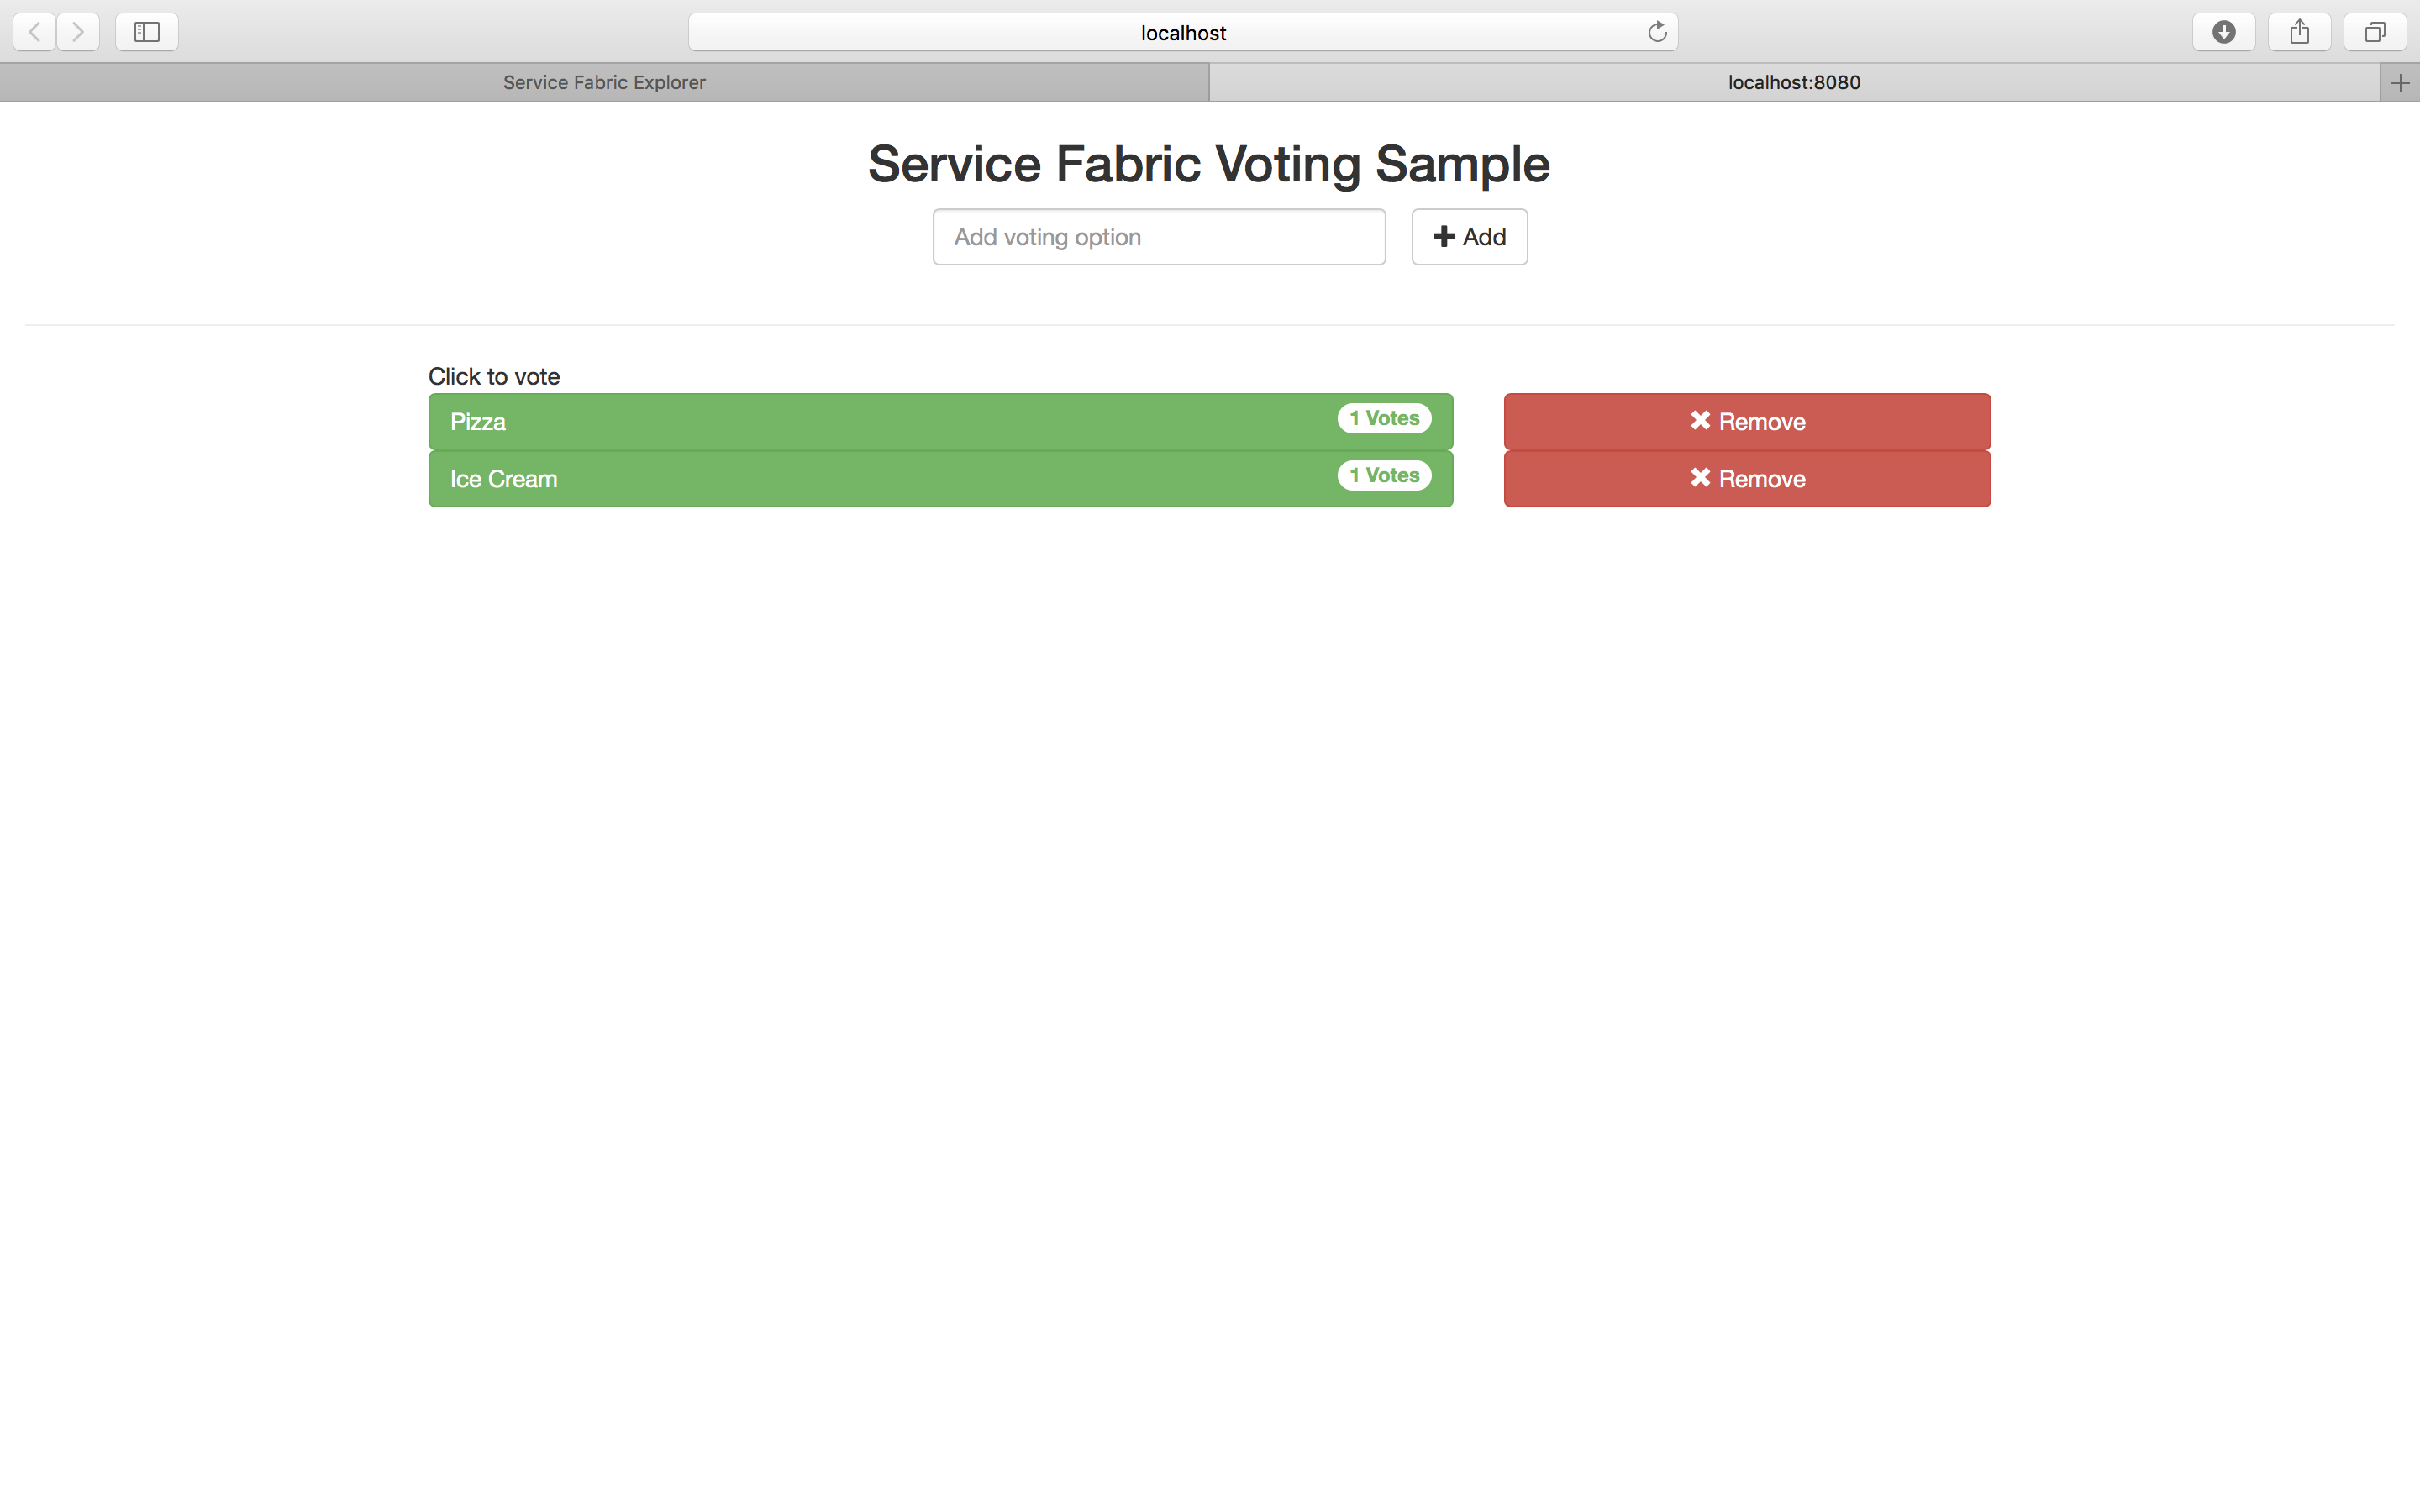 localhost
Service Fabric Explorer
localhost:8080
Service Fabric Voting Sample
Add voting option
Add
Click to vote
Pizza 1 Votes Remove
Ice Cream 1 Votes Remove